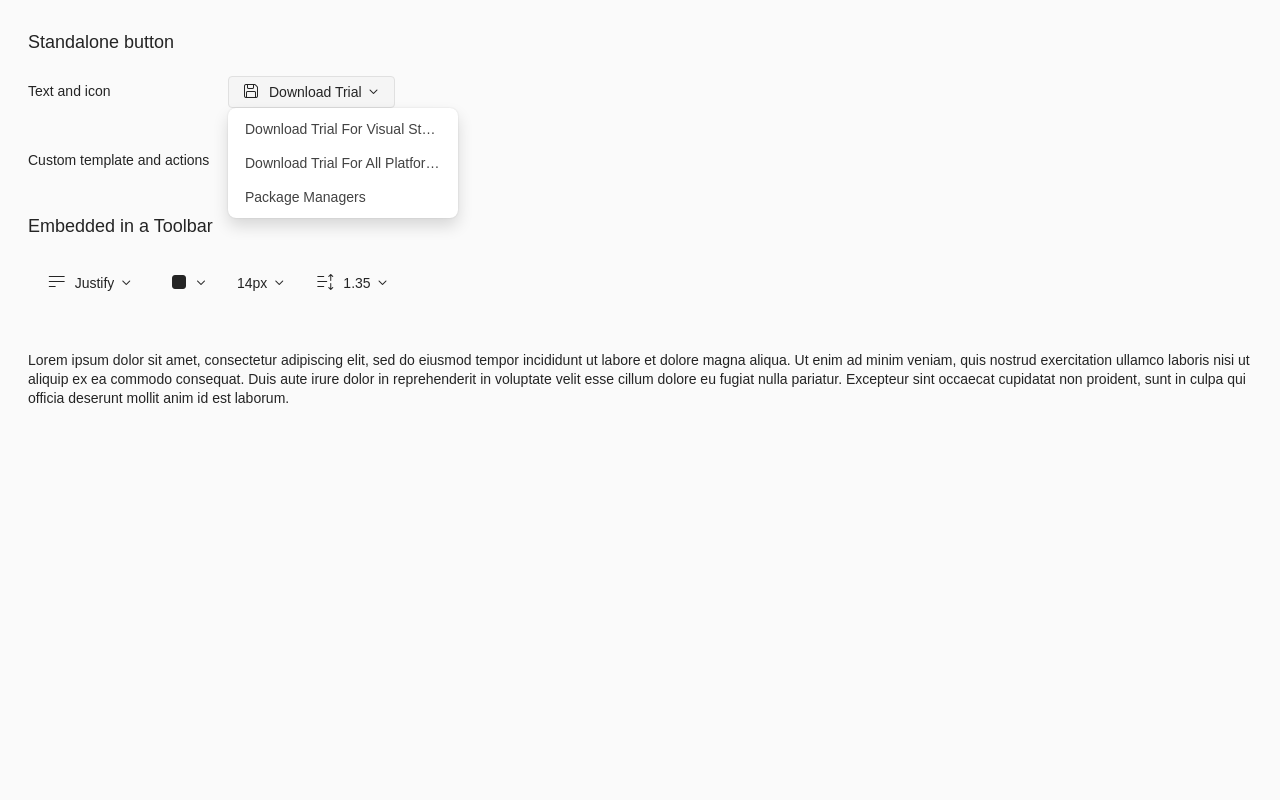 Standalone button
Text and icon
Download Trial
Download Trial For Visual St…
Custom template and actions
Download Trial For All Platfor…
Package Managers
Embedded in a Toolbar
Justify
14px
1.35
Lorem ipsum dolor sit amet, consectetur adipiscing elit, sed do eiusmod tempor incididunt ut labore et dolore magna aliqua. Ut enim ad minim veniam, quis nostrud exercitation ullamco laboris nisi ut
aliquip ex ea commodo consequat. Duis aute irure dolor in reprehenderit in voluptate velit esse cillum dolore eu fugiat nulla pariatur. Excepteur sint occaecat cupidatat non proident, sunt in culpa qui
officia deserunt mollit anim id est laborum.